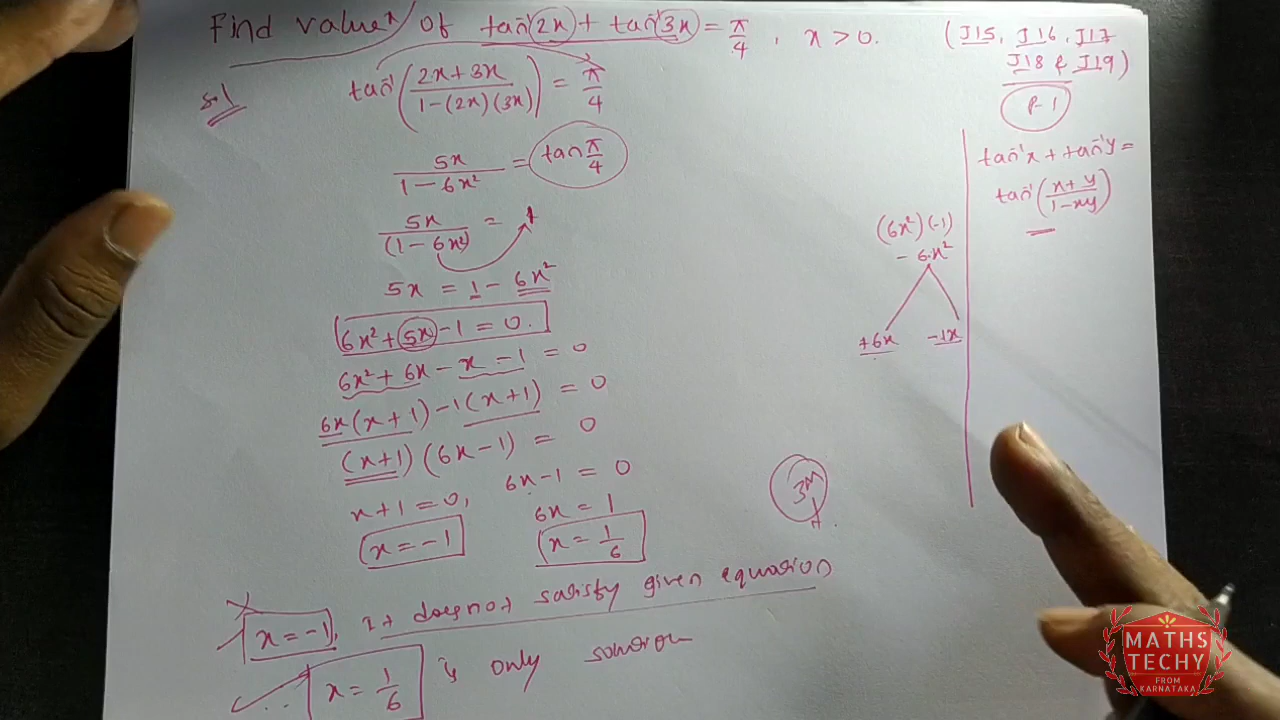 Find value x of tan⁻¹(2x) + tan⁻¹(3x) = π/4, x > 0.
(J15, J16, J17
J18 & J19)
P-1
Sol
tan⁻¹((2x+3x)/(1-(2x)(3x))) = π/4
5x/(1-6x²) = tan π/4
5x/(1-6x²) = 1
5x = 1 - 6x²
6x² + 5x - 1 = 0.
6x² + 6x - x - 1 = 0
6x(x+1) - 1(x+1) = 0
(x+1)(6x-1) = 0
x+1 = 0, 6x-1 = 0
6x = 1
x = -1 x = 1/6
x = -1, it does not satisfy given equation
x = 1/6 is only solution
tan⁻¹x + tan⁻¹y =
tan⁻¹((x+y)/(1-xy))
(6x²)(-1)
- 6x²
+6x -1x
3M
MATHS
TECHY
FROM
KARNATAKA